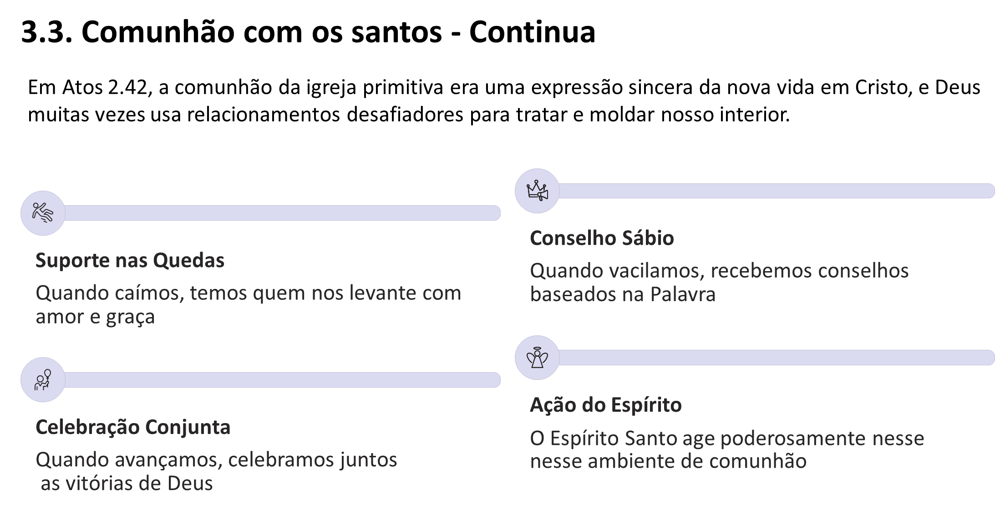 3.3. Comunhão com os santos - Continua
Em Atos 2.42, a comunhão da igreja primitiva era uma expressão sincera da nova vida em Cristo, e Deus
muitas vezes usa relacionamentos desafiadores para tratar e moldar nosso interior.
Suporte nas Quedas
Quando caímos, temos quem nos levante com
amor e graça
Conselho Sábio
Quando vacilamos, recebemos conselhos
baseados na Palavra
Celebração Conjunta
Quando avançamos, celebramos juntos
as vitórias de Deus
Ação do Espírito
O Espírito Santo age poderosamente nesse
nesse ambiente de comunhão